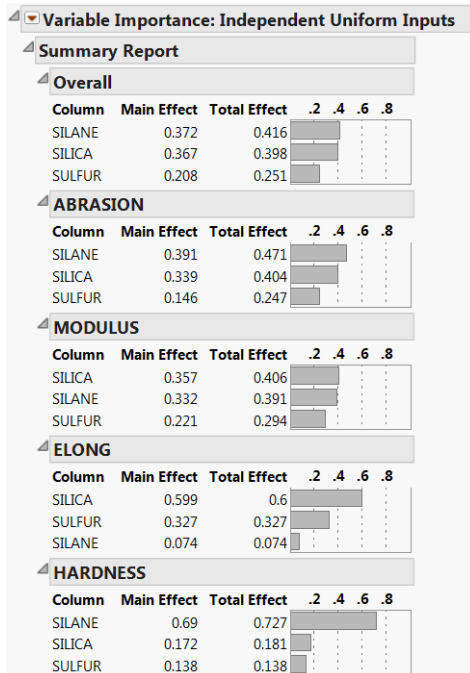 Variable Importance: Independent Uniform Inputs
Summary Report
Overall
Column Main Effect Total Effect .2 .4 .6 .8
SILANE 0.372 0.416
SILICA 0.367 0.398
SULFUR 0.208 0.251
ABRASION
Column Main Effect Total Effect .2 .4 .6 .8
SILANE 0.391 0.471
SILICA 0.339 0.404
SULFUR 0.146 0.247
MODULUS
Column Main Effect Total Effect .2 .4 .6 .8
SILICA 0.357 0.406
SILANE 0.332 0.391
SULFUR 0.221 0.294
ELONG
Column Main Effect Total Effect .2 .4 .6 .8
SILICA 0.599 0.6
SULFUR 0.327 0.327
SILANE 0.074 0.074
HARDNESS
Column Main Effect Total Effect .2 .4 .6 .8
SILANE 0.69 0.727
SILICA 0.172 0.181
SULFUR 0.138 0.138